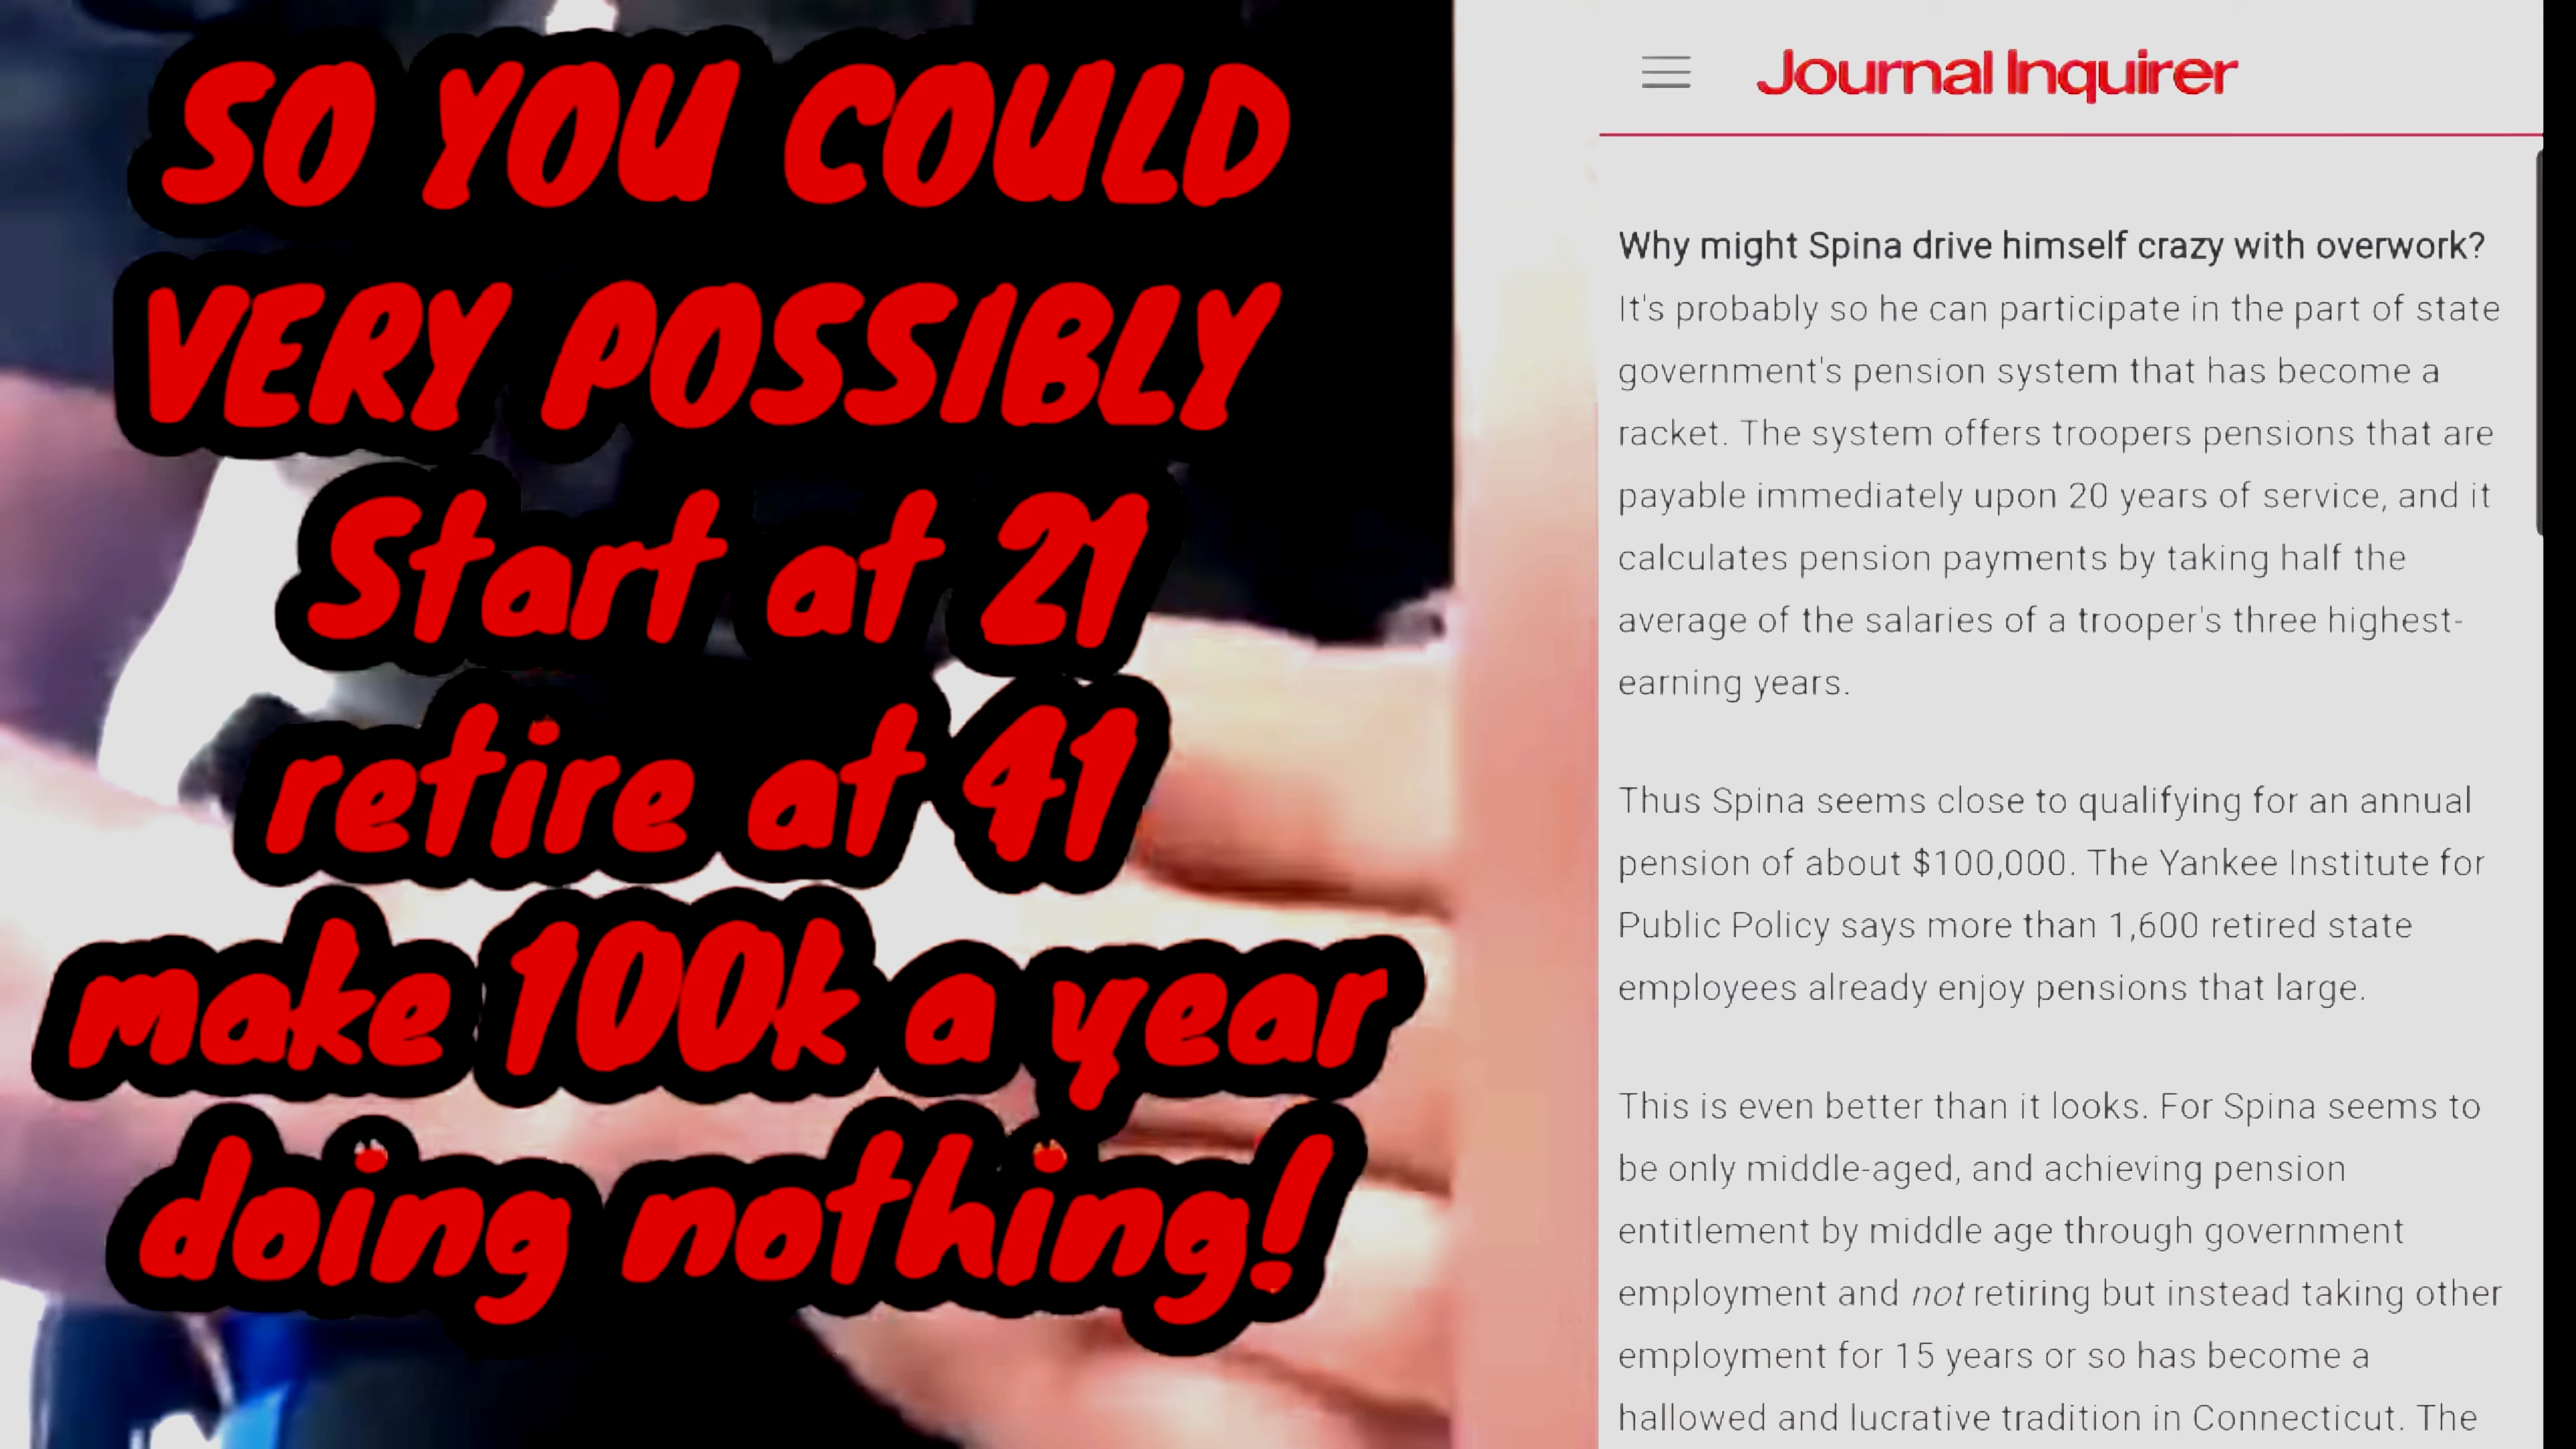 SO YOU COULD
VERY POSSIBLY
Start at 21
retire at 41
make 100k a year
doing nothing!
Journal Inquirer
Why might Spina drive himself crazy with overwork?
It's probably so he can participate in the part of state
government's pension system that has become a
racket. The system offers troopers pensions that are
payable immediately upon 20 years of service, and it
calculates pension payments by taking half the
average of the salaries of a trooper's three highest-
earning years.
Thus Spina seems close to qualifying for an annual
pension of about $100,000. The Yankee Institute for
Public Policy says more than 1,600 retired state
employees already enjoy pensions that large.
This is even better than it looks. For Spina seems to
be only middle-aged, and achieving pension
entitlement by middle age through government
employment and not retiring but instead taking other
employment for 15 years or so has become a
hallowed and lucrative tradition in Connecticut. The